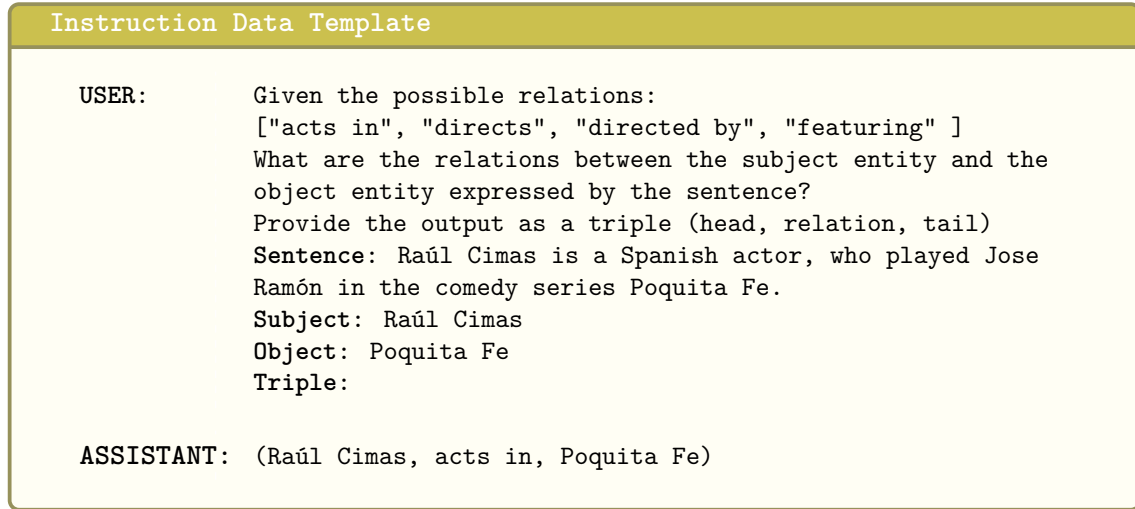 Instruction Data Template
USER: Given the possible relations:
["acts in", "directs", "directed by", "featuring" ]
What are the relations between the subject entity and the
object entity expressed by the sentence?
Provide the output as a triple (head, relation, tail)
Sentence: Raúl Cimas is a Spanish actor, who played Jose
Ramón in the comedy series Poquita Fe.
Subject: Raúl Cimas
Object: Poquita Fe
Triple:
ASSISTANT: (Raúl Cimas, acts in, Poquita Fe)